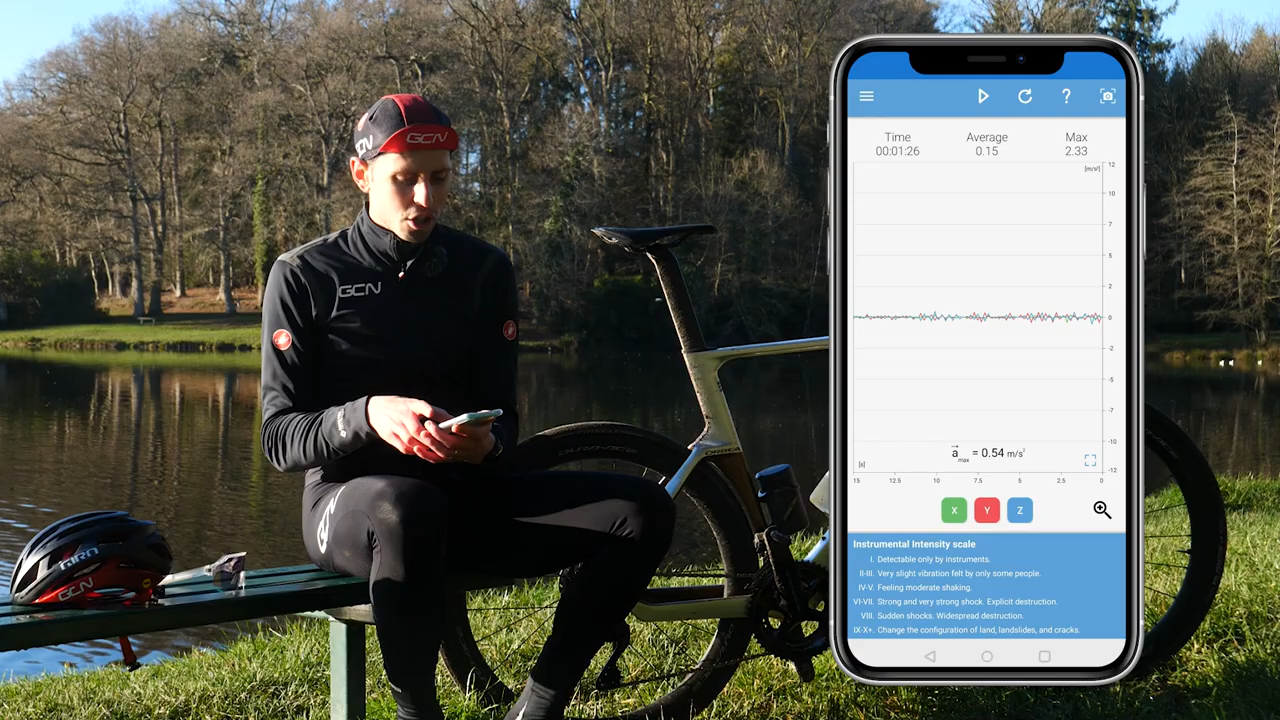 GCN
GCN
GCN
GCN
GIRO
GCN
DURA-ACE
ORBEA
?
Time
Average
Max
00:01:26
0.15
2.33
[m/s²]
12
10
7
5
2
0
-2
-5
-7
-10
-12
a max = 0.54 m/s²
[s]
15 12.5 10 7.5 5 2.5 0
X Y Z
Instrumental Intensity scale
I. Detectable only by instruments.
II-III. Very slight vibration felt by only some people.
IV-V. Feeling moderate shaking.
VI-VII. Strong and very strong shock. Explicit destruction.
VIII. Sudden shocks. Widespread destruction.
IX-X+. Change the configuration of land, landslides, and cracks.